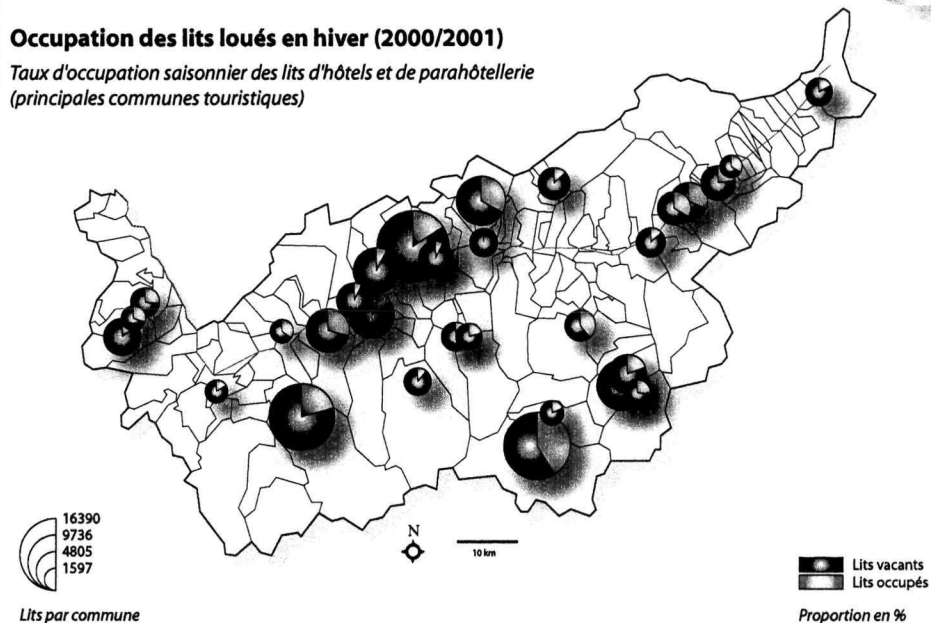 Occupation des lits loués en hiver (2000/2001)
Taux d'occupation saisonnier des lits d'hôtels et de parahôtellerie
(principales communes touristiques)
16390
9736
4805
1597
Lits par commune
N
10 km
Lits vacants
Lits occupés
Proportion en %